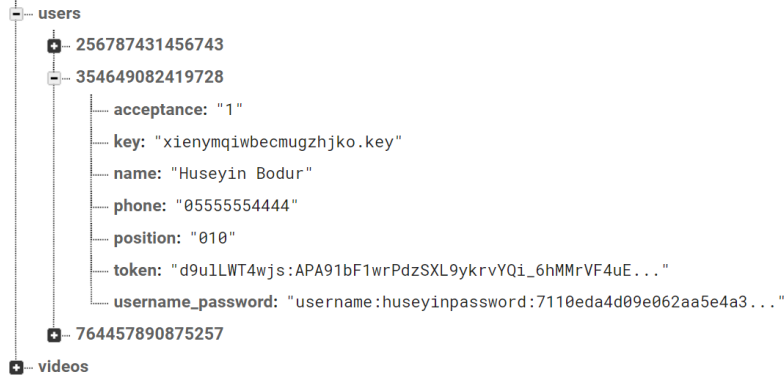 users
256787431456743
354649082419728
acceptance: "1"
key: "xienymqiwbecmugzhjko.key"
name: "Huseyin Bodur"
phone: "05555554444"
position: "010"
token: "d9ulLWT4wjs:APA91bF1wrPdzSXL9ykrvYQi_6hMMrVF4uE..."
username_password: "username:huseyinpassword:7110eda4d09e062aa5e4a3..."
764457890875257
videos